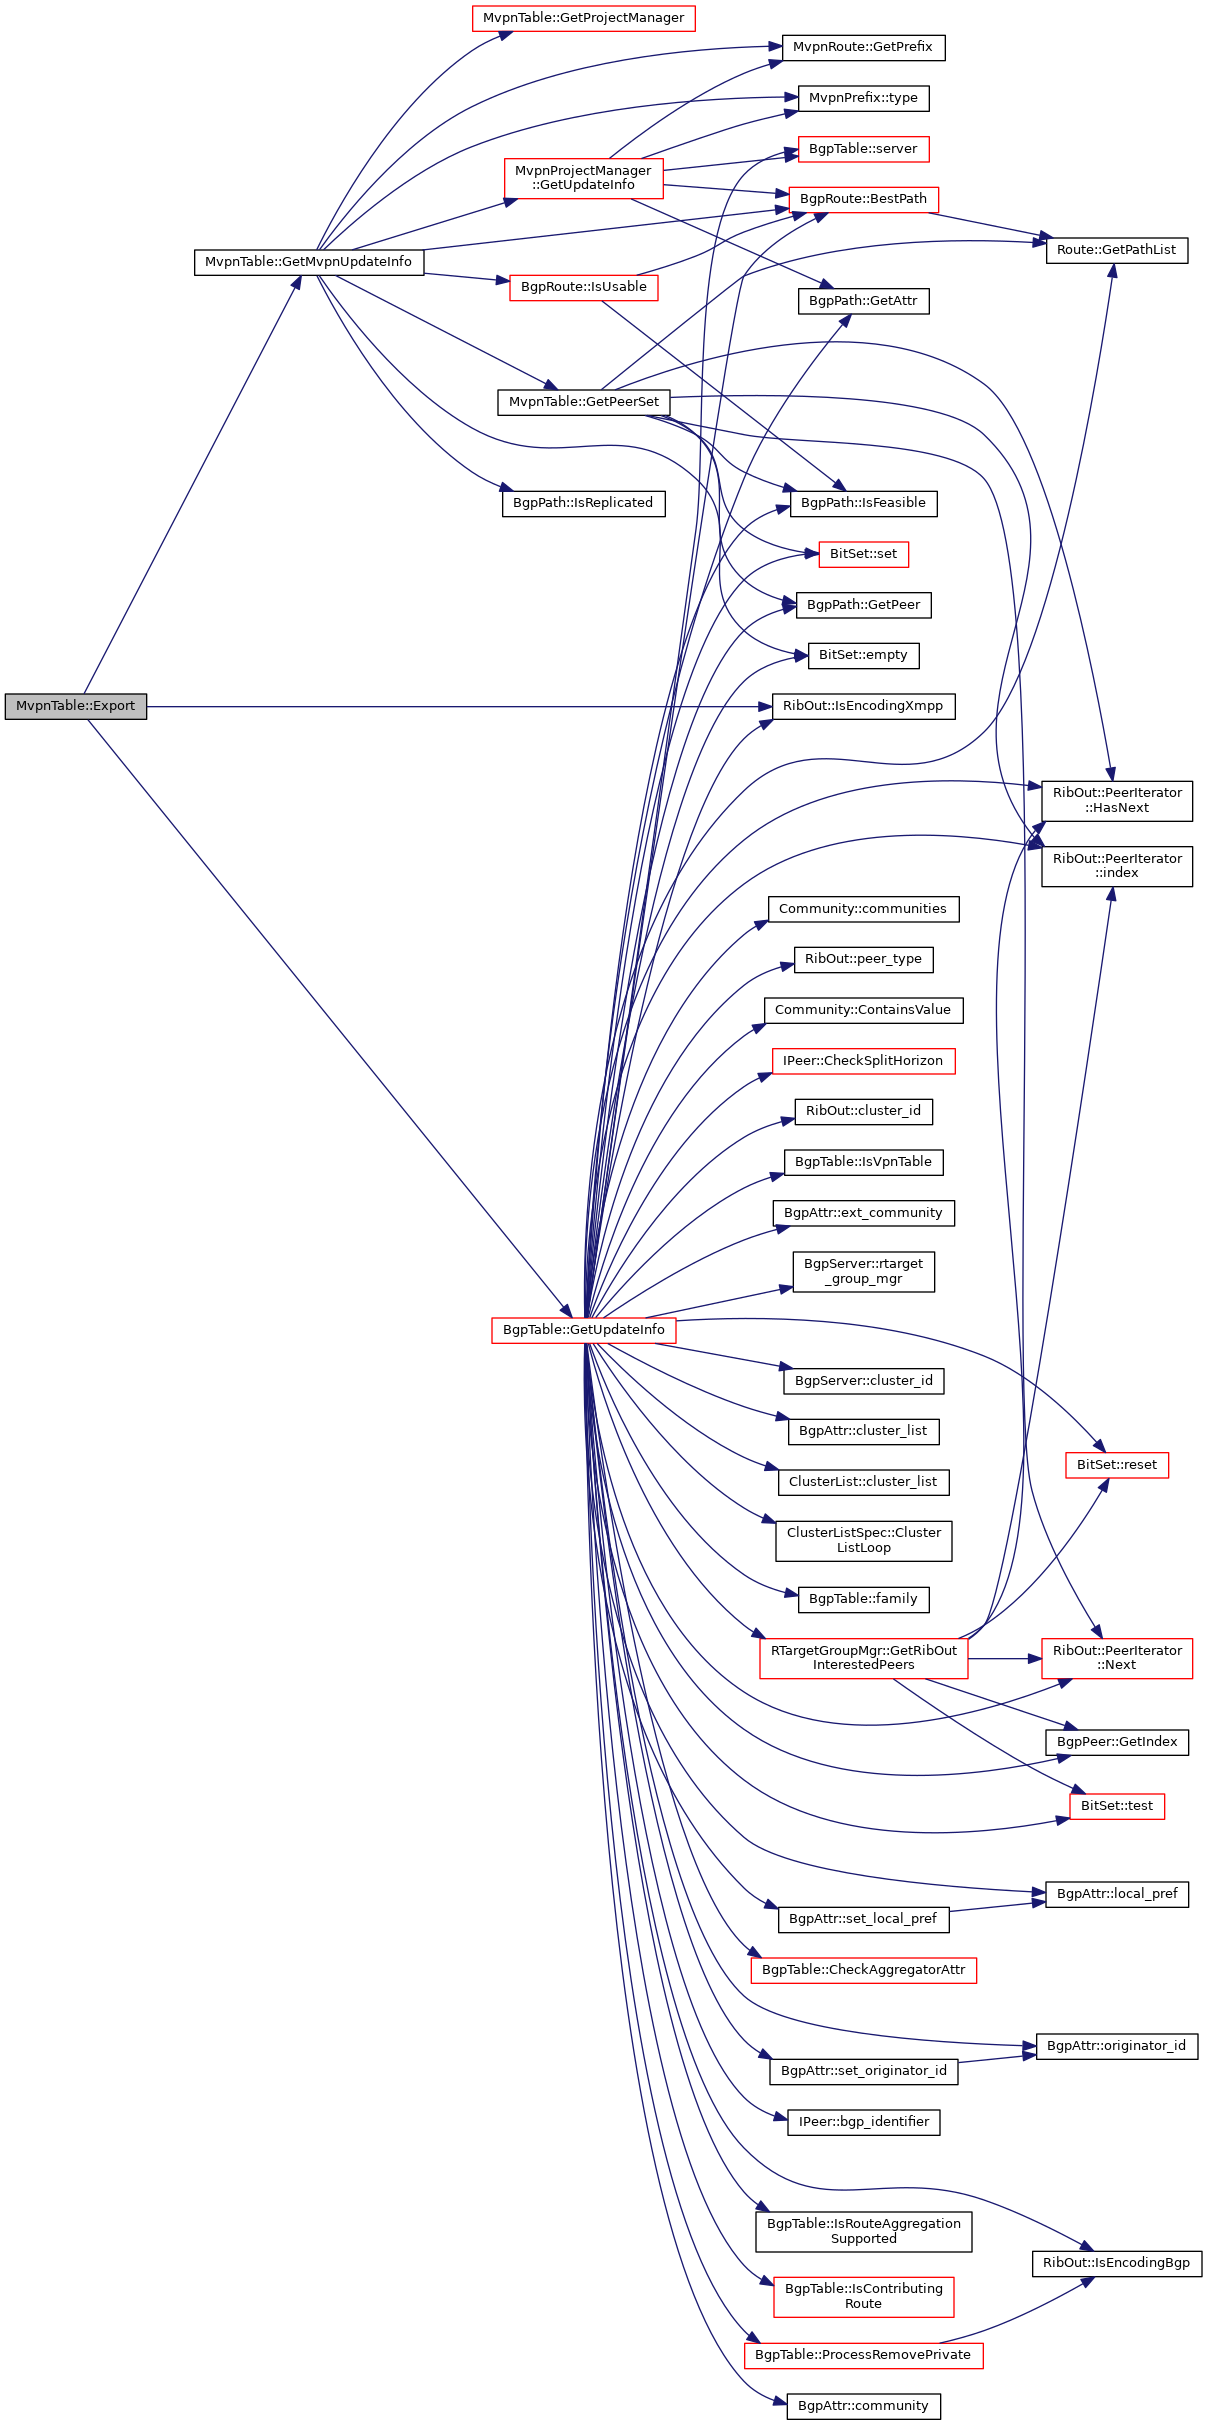 MvpnTable::GetProjectManager
MvpnRoute::GetPrefix
MvpnPrefix::type
BgpTable::server
MvpnProjectManager
::GetUpdateInfo
BgpRoute::BestPath
Route::GetPathList
MvpnTable::GetMvpnUpdateInfo
BgpRoute::IsUsable
BgpPath::GetAttr
MvpnTable::GetPeerSet
BgpPath::IsReplicated
BgpPath::IsFeasible
BitSet::set
BgpPath::GetPeer
BitSet::empty
MvpnTable::Export
RibOut::IsEncodingXmpp
RibOut::PeerIterator
::HasNext
RibOut::PeerIterator
::index
Community::communities
RibOut::peer_type
Community::ContainsValue
IPeer::CheckSplitHorizon
RibOut::cluster_id
BgpTable::IsVpnTable
BgpAttr::ext_community
BgpServer::rtarget
_group_mgr
BgpTable::GetUpdateInfo
BgpServer::cluster_id
BgpAttr::cluster_list
BitSet::reset
ClusterList::cluster_list
ClusterListSpec::Cluster
ListLoop
BgpTable::family
RTargetGroupMgr::GetRibOut
InterestedPeers
RibOut::PeerIterator
::Next
BgpPeer::GetIndex
BitSet::test
BgpAttr::local_pref
BgpAttr::set_local_pref
BgpTable::CheckAggregatorAttr
BgpAttr::originator_id
BgpAttr::set_originator_id
IPeer::bgp_identifier
BgpTable::IsRouteAggregation
Supported
RibOut::IsEncodingBgp
BgpTable::IsContributing
Route
BgpTable::ProcessRemovePrivate
BgpAttr::community